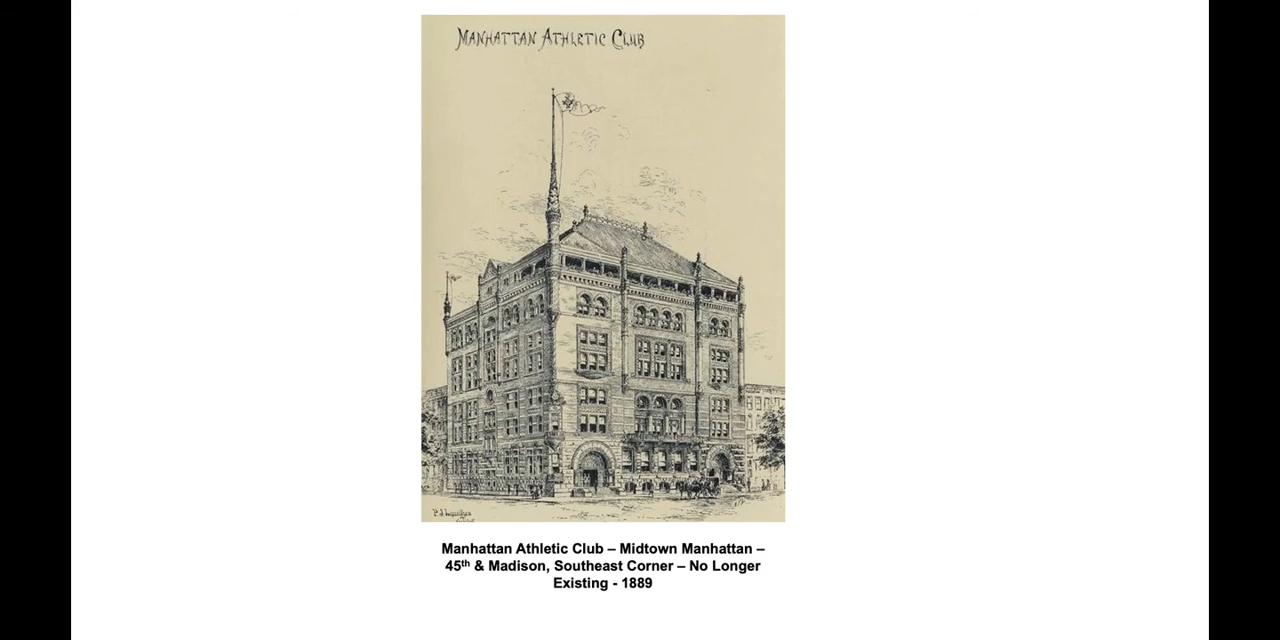 MANHATTAN ATHLETIC CLUB
Manhattan Athletic Club – Midtown Manhattan –
45th & Madison, Southeast Corner – No Longer
Existing - 1889